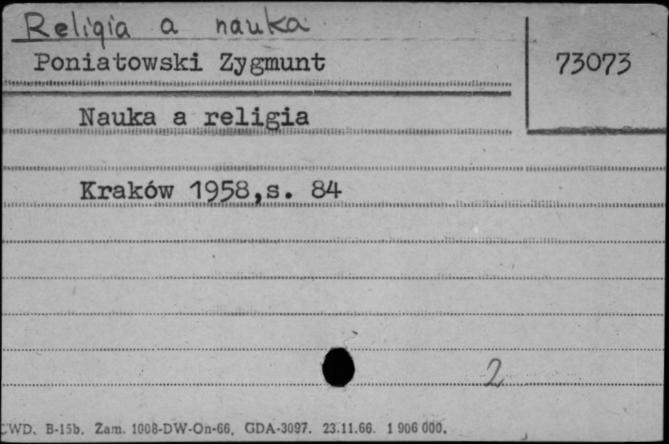 Religia a nauka
Poniatowski Zygmunt
73073
Nauka a religia
Kraków 1958,s. 84
2
CWD. B-15b. Zam. 1008-DW-On-66. GDA-3097. 23.11.66. 1 906 000.